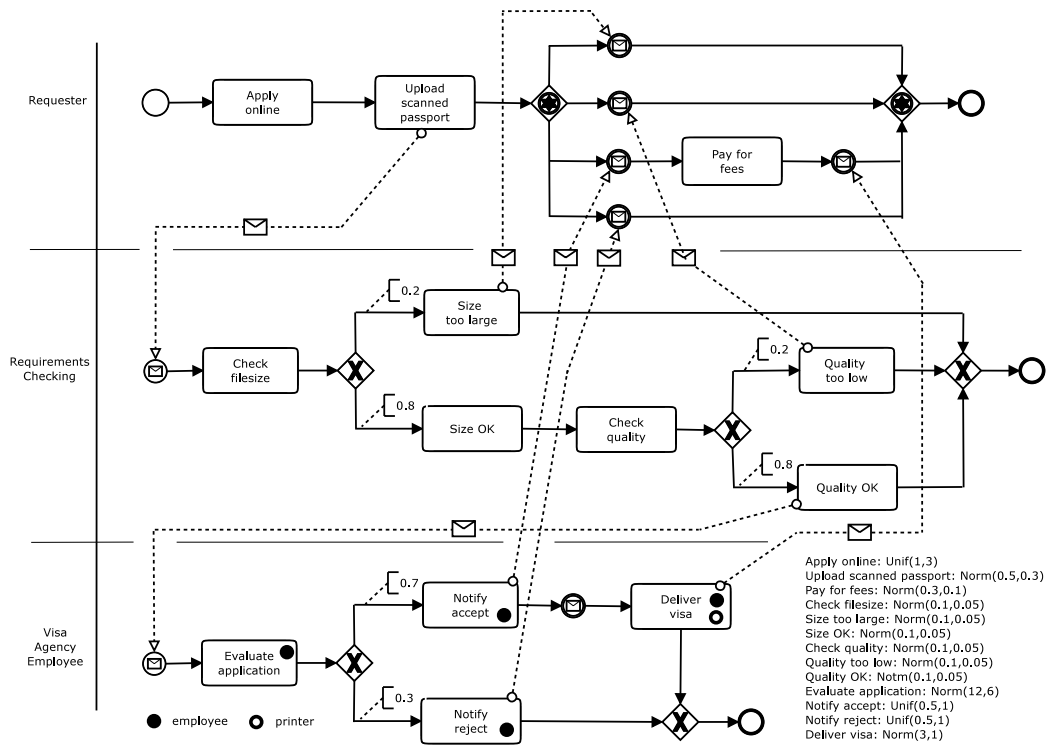 Requester
Apply
online
Upload
scanned
passport
Pay for
fees
Requirements
Checking
Check
filesize
0.2
Size
too large
0.8
Size OK
Check
quality
0.2
Quality
too low
0.8
Quality OK
Visa
Agency
Employee
Evaluate
application
0.7
Notify
accept
Deliver
visa
0.3
Notify
reject
employee
printer
Apply online: Unif(1,3)
Upload scanned passport: Norm(0.5,0.3)
Pay for fees: Norm(0.3,0.1)
Check filesize: Norm(0.1,0.05)
Size too large: Norm(0.1,0.05)
Size OK: Norm(0.1,0.05)
Check quality: Norm(0.1,0.05)
Quality too low: Norm(0.1,0.05)
Quality OK: Notm(0.1,0.05)
Evaluate application: Norm(12,6)
Notify accept: Unif(0.5,1)
Notify reject: Unif(0.5,1)
Deliver visa: Norm(3,1)